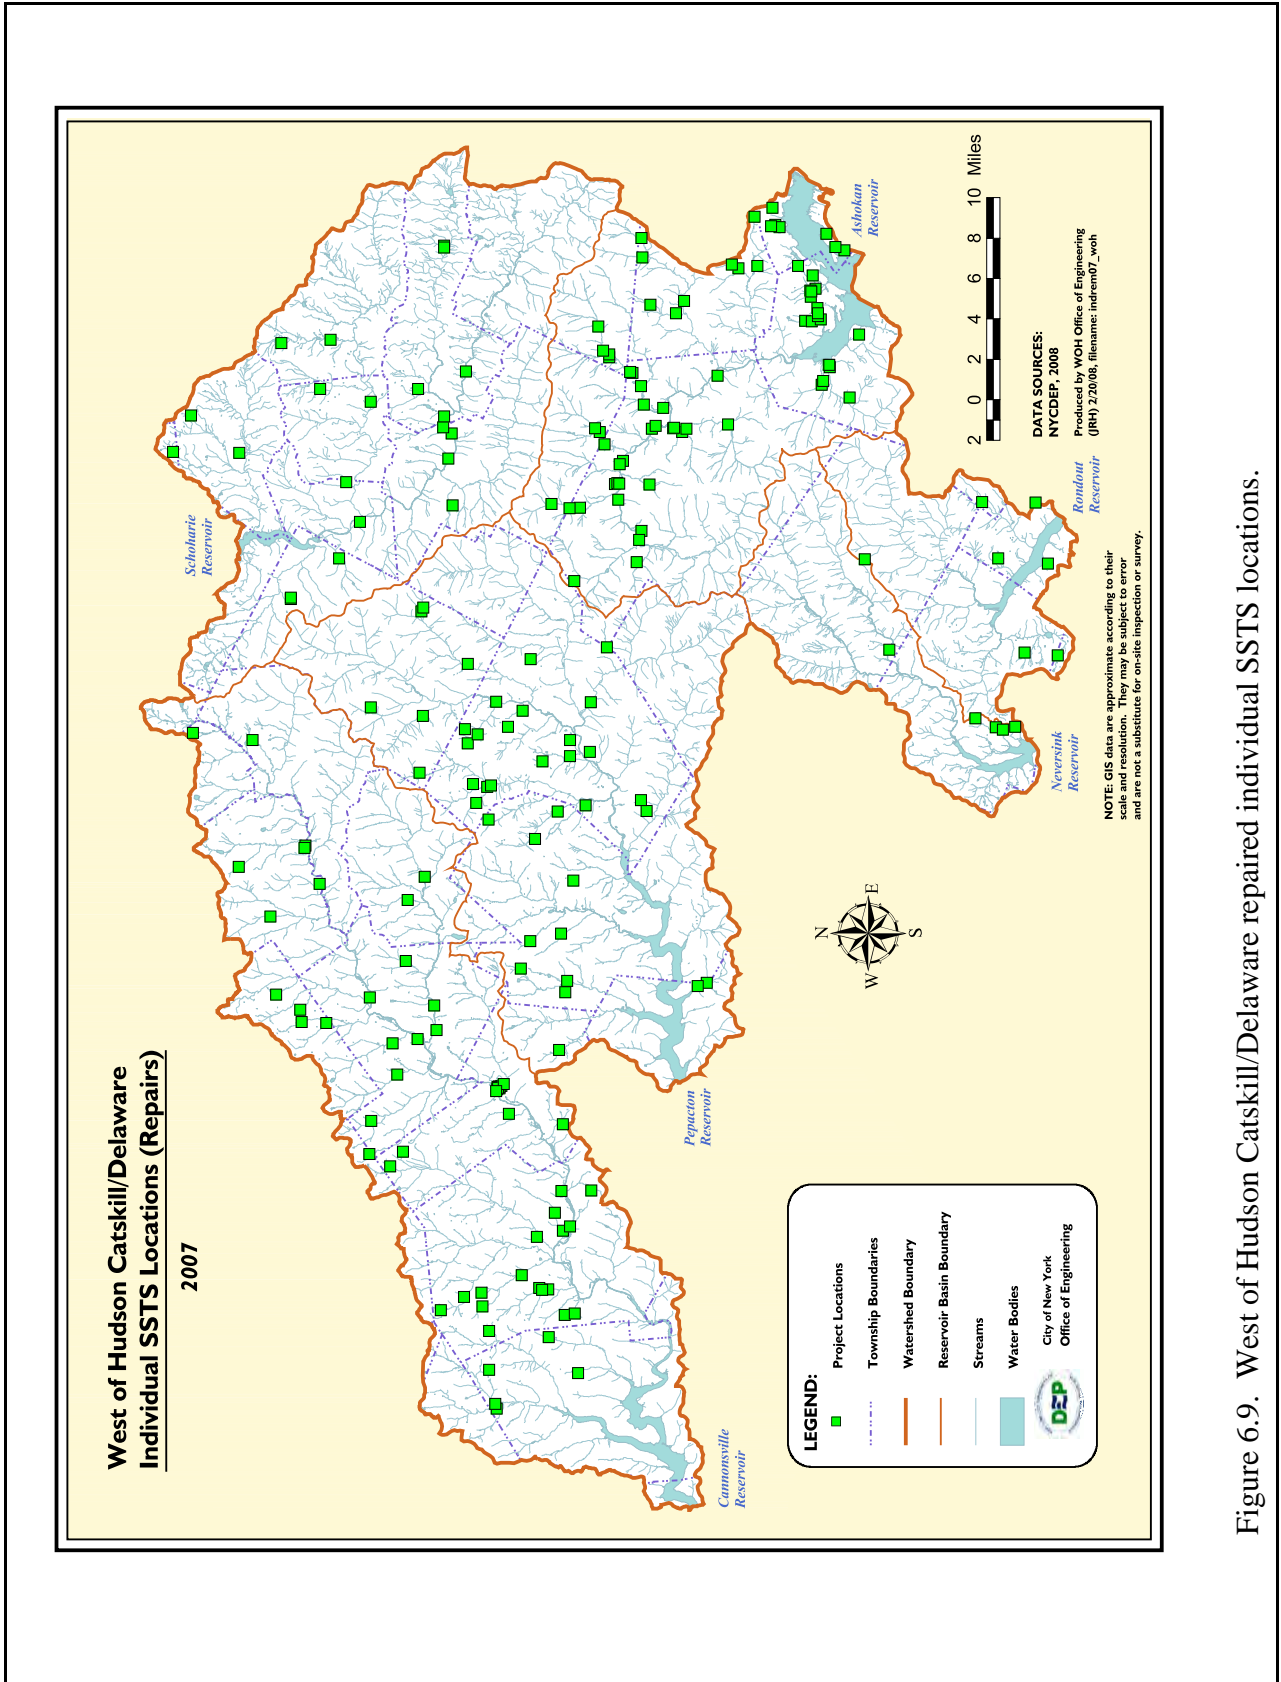 West of Hudson Catskill/Delaware
Individual SSTS Locations (Repairs)
2007
Schoharie
Reservoir
Ashokan
Reservoir
Rondout
Reservoir
Neversink
Reservoir
Pepacton
Reservoir
Cannonsville
Reservoir
N
W
E
S
2 0 2 4 6 8 10 Miles
DATA SOURCES:
NYCDEP, 2008
Produced by WOH Office of Engineering
(JRH) 2/20/08, filename: indrem07_woh
NOTE: GIS data are approximate according to their
scale and resolution. They may be subject to error
and are not a substitute for on-site inspection or survey.
LEGEND:
Project Locations
Township Boundaries
Watershed Boundary
Reservoir Basin Boundary
Streams
Water Bodies
DEP
City of New York
Office of Engineering
Figure 6.9. West of Hudson Catskill/Delaware repaired individual SSTS locations.